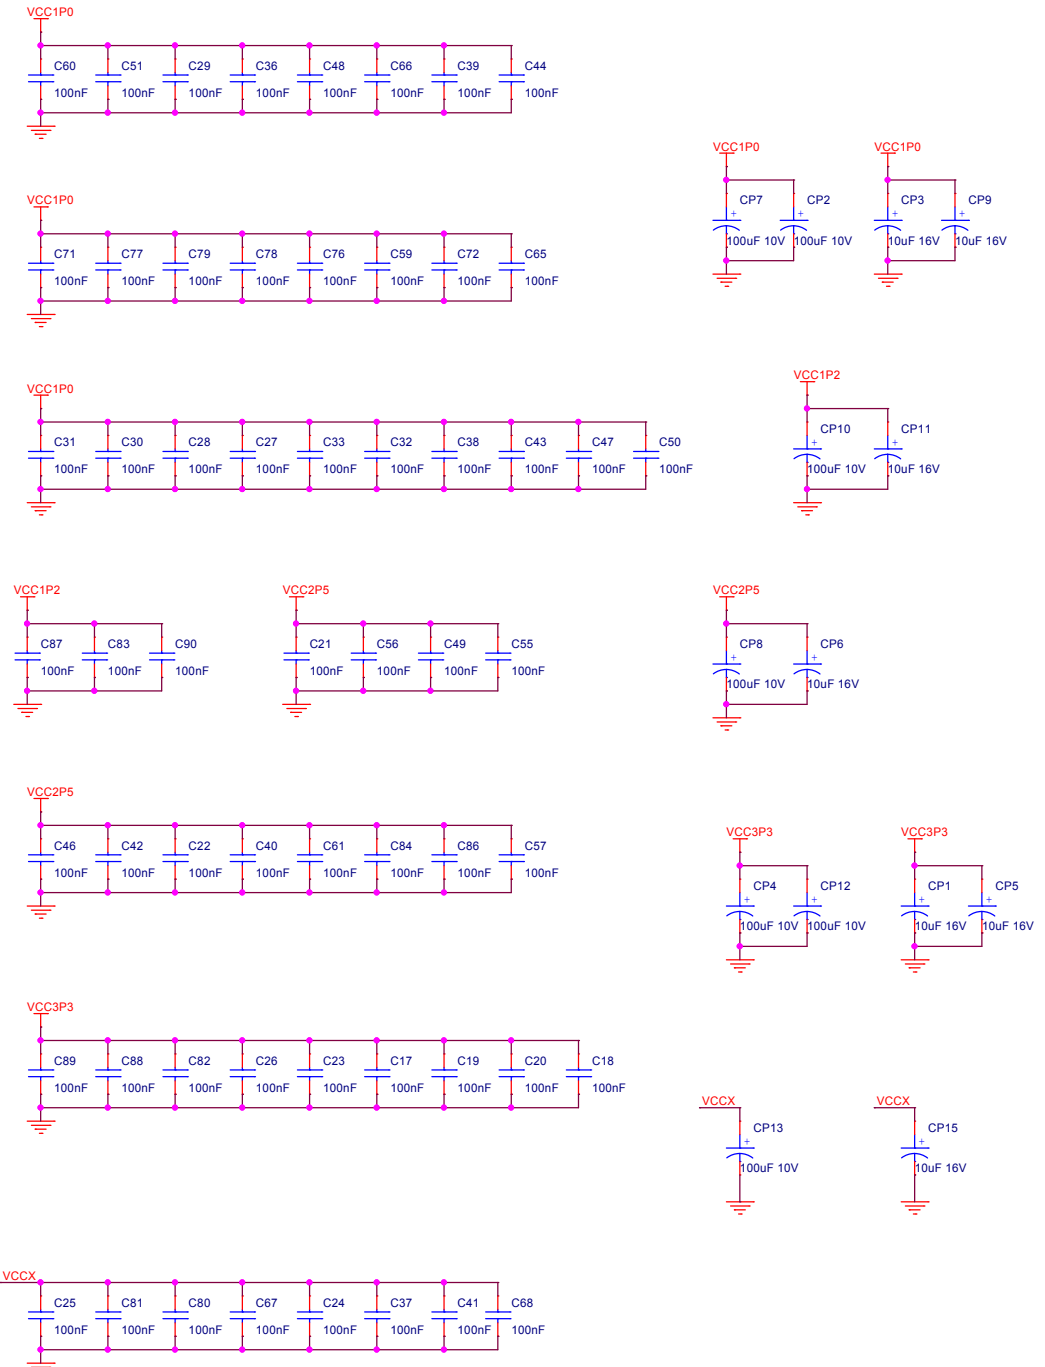 VCC1P0
C60 C51 C29 C36 C48 C66 C39 C44
100nF 100nF 100nF 100nF 100nF 100nF 100nF 100nF
VCC1P0 VCC1P0
CP7 CP2 CP3 CP9
+ + + +
100uF 10V 100uF 10V 10uF 16V 10uF 16V
VCC1P0
C71 C77 C79 C78 C76 C59 C72 C65
100nF 100nF 100nF 100nF 100nF 100nF 100nF 100nF
VCC1P0
C31 C30 C28 C27 C33 C32 C38 C43 C47 C50
100nF 100nF 100nF 100nF 100nF 100nF 100nF 100nF 100nF 100nF
VCC1P2
CP10 CP11
+ +
100uF 10V 10uF 16V
VCC1P2
C87 C83 C90
100nF 100nF 100nF
VCC2P5
C21 C56 C49 C55
100nF 100nF 100nF 100nF
VCC2P5
CP8 CP6
+ +
100uF 10V 10uF 16V
VCC2P5
C46 C42 C22 C40 C61 C84 C86 C57
100nF 100nF 100nF 100nF 100nF 100nF 100nF 100nF
VCC3P3 VCC3P3
CP4 CP12 CP1 CP5
+ + + +
100uF 10V 100uF 10V 10uF 16V 10uF 16V
VCC3P3
C89 C88 C82 C26 C23 C17 C19 C20 C18
100nF 100nF 100nF 100nF 100nF 100nF 100nF 100nF 100nF
VCCX VCCX
CP13 CP15
+ +
100uF 10V 10uF 16V
VCCX
C25 C81 C80 C67 C24 C37 C41 C68
100nF 100nF 100nF 100nF 100nF 100nF 100nF 100nF